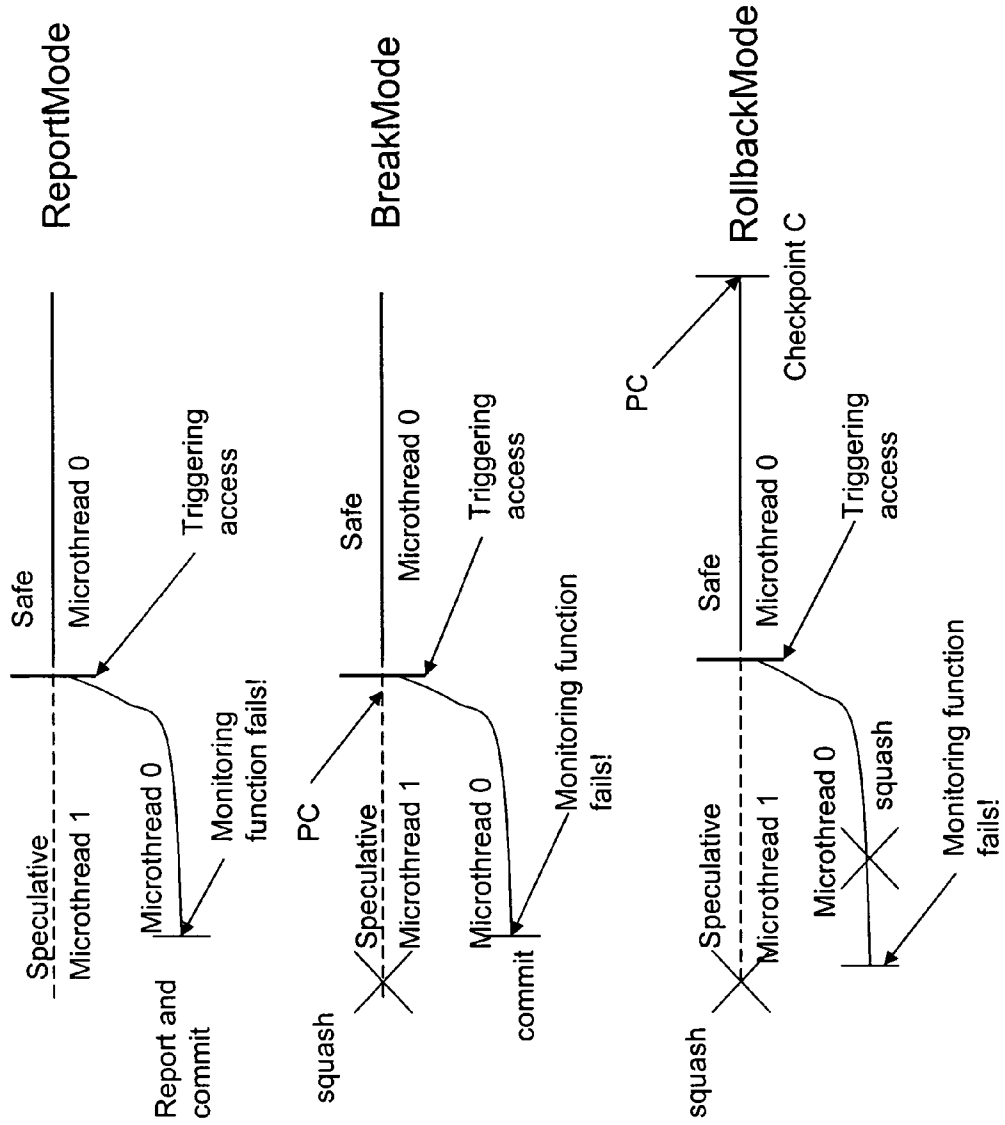 Safe
ReportMode
Speculative
Microthread 1
Microthread 0
Microthread 0
Triggering
access
Report and
commit
Monitoring
function fails!
squash
PC
Safe
BreakMode
Speculative
Microthread 1
Microthread 0
Microthread 0
Triggering
access
commit
Monitoring function
fails!
squash
PC
Speculative
Safe
RollbackMode
Microthread 1
Microthread 0
Checkpoint C
Microthread 0
squash
Triggering
access
Monitoring function
fails!